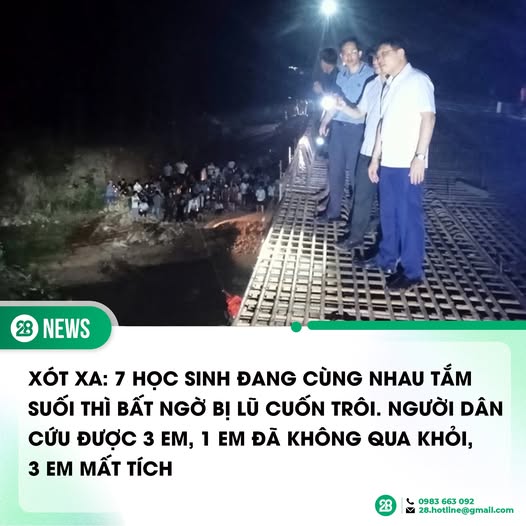 28 NEWS
XÓT XA: 7 HỌC SINH ĐANG CÙNG NHAU TẮM
SUỐI THÌ BẤT NGỜ BỊ LŨ CUỐN TRÔI. NGƯỜI DÂN
CỨU ĐƯỢC 3 EM, 1 EM ĐÃ KHÔNG QUA KHỎI,
3 EM MẤT TÍCH
28
0983 663 092
28.hotline@gmail.com